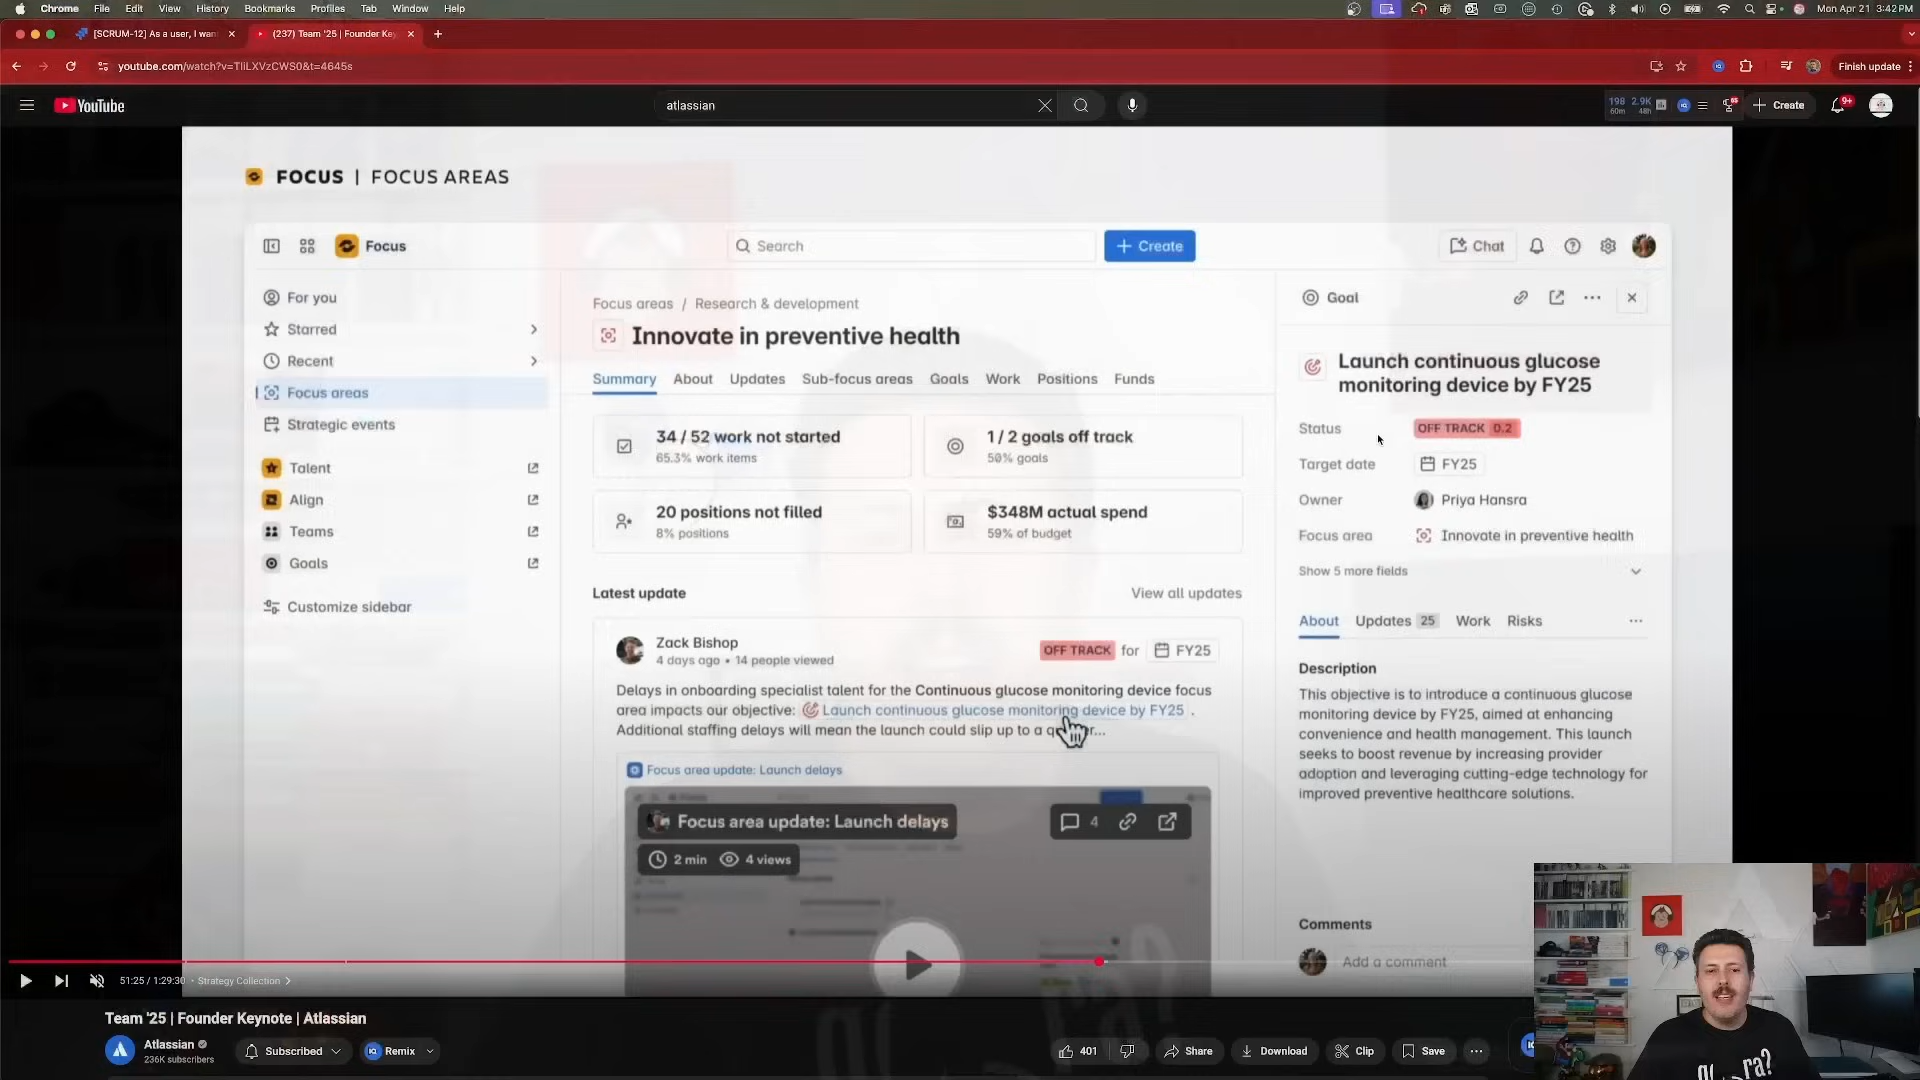 Chrome File Edit View History Bookmarks Profiles Tab Window Help
Mon Apr 21 3:42 PM
[SCRUM-12] As a user, I wan
(237) Team '25 | Founder Key
youtube.com/watch?v=TIiLXVzCWS0&t=4645s
Finish update
YouTube
atlassian
198 2.9K
60m 48h
Create
9+
FOCUS | FOCUS AREAS
Focus
Search
Create
Chat
For you
Starred
Recent
Focus areas
Strategic events
Talent
Align
Teams
Goals
Customize sidebar
Focus areas / Research & development
Innovate in preventive health
Summary About Updates Sub-focus areas Goals Work Positions Funds
34 / 52 work not started
65.3% work items
1 / 2 goals off track
50% goals
20 positions not filled
8% positions
$348M actual spend
59% of budget
Latest update
View all updates
Zack Bishop
4 days ago • 14 people viewed
OFF TRACK for FY25
Delays in onboarding specialist talent for the Continuous glucose monitoring device focus
area impacts our objective: Launch continuous glucose monitoring device by FY25 .
Additional staffing delays will mean the launch could slip up to a
Focus area update: Launch delays
Focus area update: Launch delays
4
2 min 4 views
Goal
Launch continuous glucose
monitoring device by FY25
Status OFF TRACK 0.2
Target date FY25
Owner Priya Hansra
Focus area Innovate in preventive health
Show 5 more fields
About Updates 25 Work Risks
Description
This objective is to introduce a continuous glucose
monitoring device by FY25, aimed at enhancing
convenience and health management. This launch
seeks to boost revenue by increasing provider
adoption and leveraging cutting-edge technology for
improved preventive healthcare solutions.
Comments
Add a comment
51:25 / 1:29:30 • Strategy Collection
Team '25 | Founder Keynote | Atlassian
Atlassian
236K subscribers
Subscribed
Remix
401
Share
Download
Clip
Save